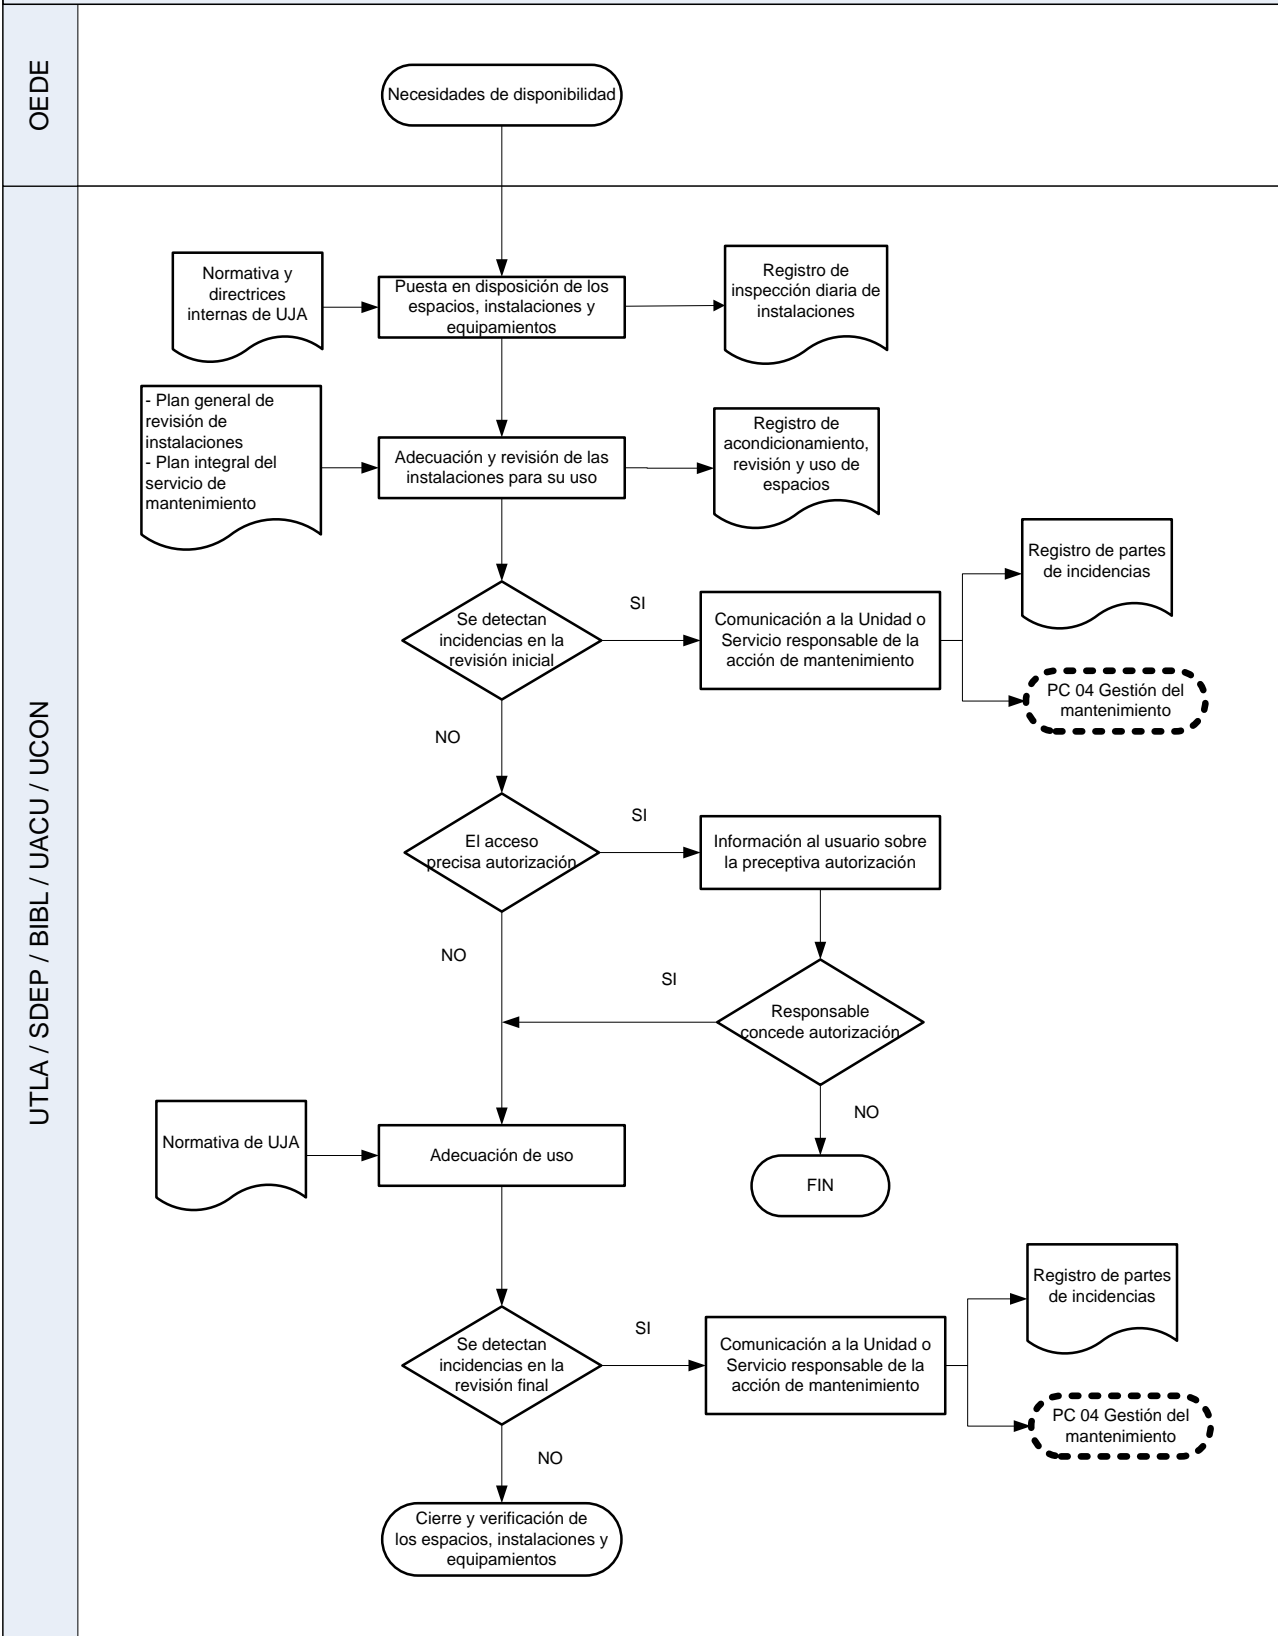 OEDE
Necesidades de disponibilidad
UTLA / SDEP / BIBL / UACU / UCON
Normativa y
directrices
internas de UJA
Puesta en disposición de los
espacios, instalaciones y
equipamientos
Registro de
inspección diaria de
instalaciones
- Plan general de
revisión de
instalaciones
- Plan integral del
servicio de
mantenimiento
Adecuación y revisión de las
instalaciones para su uso
Registro de
acondicionamiento,
revisión y uso de
espacios
Se detectan
incidencias en la
revisión inicial
SI
Comunicación a la Unidad o
Servicio responsable de la
acción de mantenimiento
Registro de partes
de incidencias
PC 04 Gestión del
mantenimiento
NO
El acceso
precisa autorización
SI
Información al usuario sobre
la preceptiva autorización
NO
SI
Responsable
concede autorización
NO
FIN
Normativa de UJA
Adecuación de uso
Se detectan
incidencias en la
revisión final
SI
Comunicación a la Unidad o
Servicio responsable de la
acción de mantenimiento
Registro de partes
de incidencias
PC 04 Gestión del
mantenimiento
NO
Cierre y verificación de
los espacios, instalaciones y
equipamientos